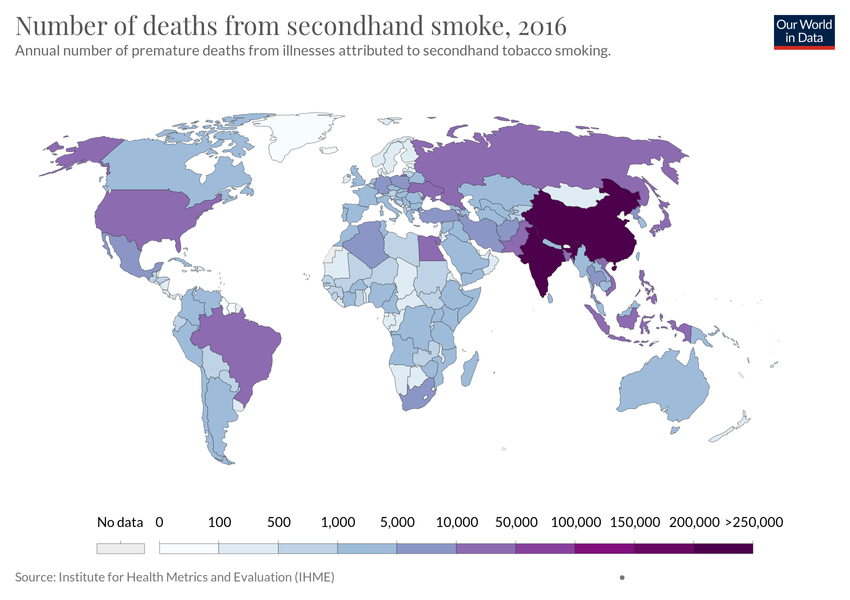 Number of deaths from secondhand smoke, 2016
Annual number of premature deaths from illnesses attributed to secondhand tobacco smoking.
Our World
in Data
No data 0 100 500 1,000 5,000 10,000 50,000 100,000 150,000 200,000 >250,000
Source: Institute for Health Metrics and Evaluation (IHME)